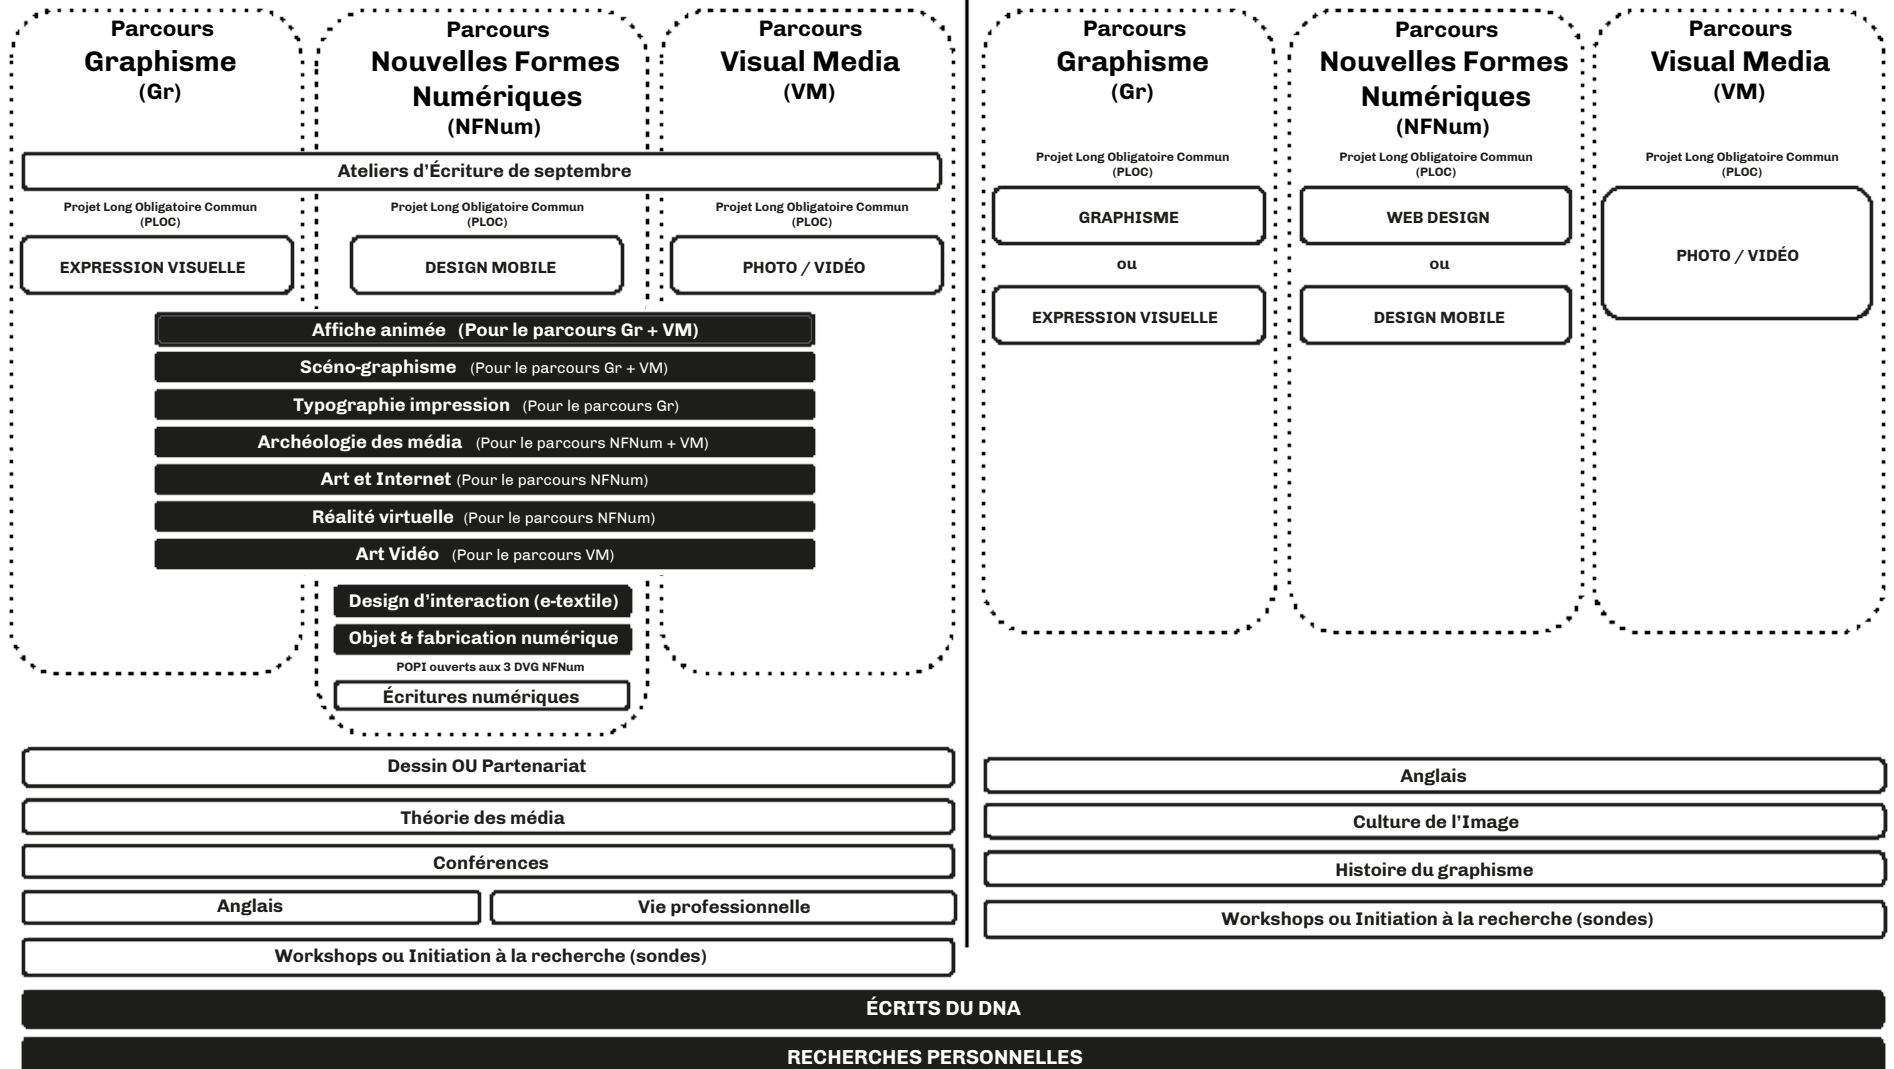 Parcours
Graphisme
(Gr)
Parcours
Nouvelles Formes
Numériques
(NFNum)
Parcours
Visual Media
(VM)
Ateliers d'Écriture de septembre
Projet Long Obligatoire Commun
(PLOC)
EXPRESSION VISUELLE
Projet Long Obligatoire Commun
(PLOC)
DESIGN MOBILE
Projet Long Obligatoire Commun
(PLOC)
PHOTO / VIDÉO
Affiche animée (Pour le parcours Gr + VM)
Scéno-graphisme (Pour le parcours Gr + VM)
Typographie impression (Pour le parcours Gr)
Archéologie des média (Pour le parcours NFNum + VM)
Art et Internet (Pour le parcours NFNum)
Réalité virtuelle (Pour le parcours NFNum)
Art Vidéo (Pour le parcours VM)
Design d'interaction (e-textile)
Objet & fabrication numérique
POPI ouverts aux 3 DVG NFNum
Écritures numériques
Dessin OU Partenariat
Théorie des média
Conférences
Anglais
Vie professionnelle
Workshops ou Initiation à la recherche (sondes)
Parcours
Graphisme
(Gr)
Projet Long Obligatoire Commun
(PLOC)
GRAPHISME
ou
EXPRESSION VISUELLE
Parcours
Nouvelles Formes
Numériques
(NFNum)
Projet Long Obligatoire Commun
(PLOC)
WEB DESIGN
ou
DESIGN MOBILE
Parcours
Visual Media
(VM)
Projet Long Obligatoire Commun
(PLOC)
PHOTO / VIDÉO
Anglais
Culture de l'Image
Histoire du graphisme
Workshops ou Initiation à la recherche (sondes)
ÉCRITS DU DNA
RECHERCHES PERSONNELLES